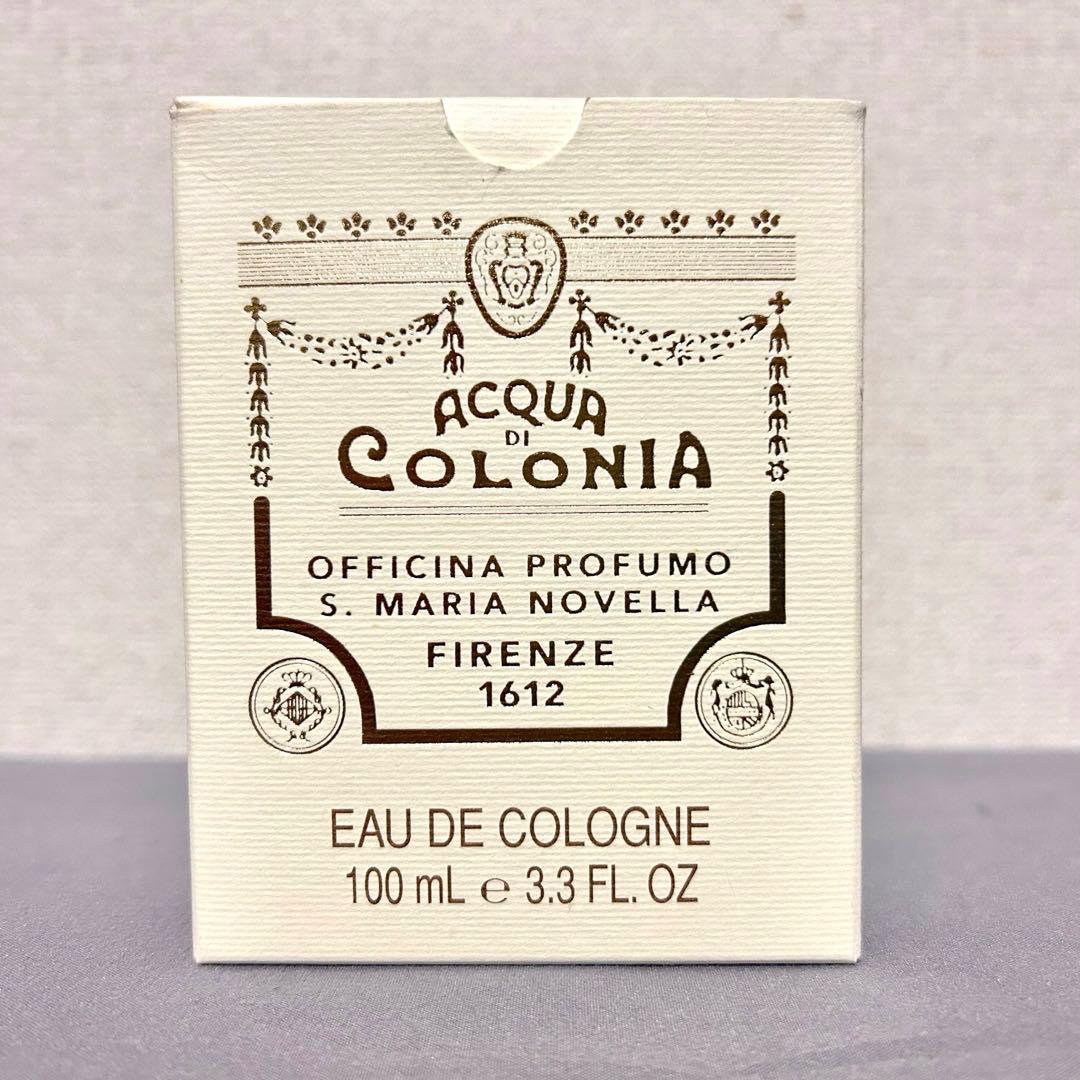 ACQUA
DI
COLONIA
OFFICINA PROFUMO
S. MARIA NOVELLA
FIRENZE
1612
EAU DE COLOGNE
100 mL ℮ 3.3 FL. OZ